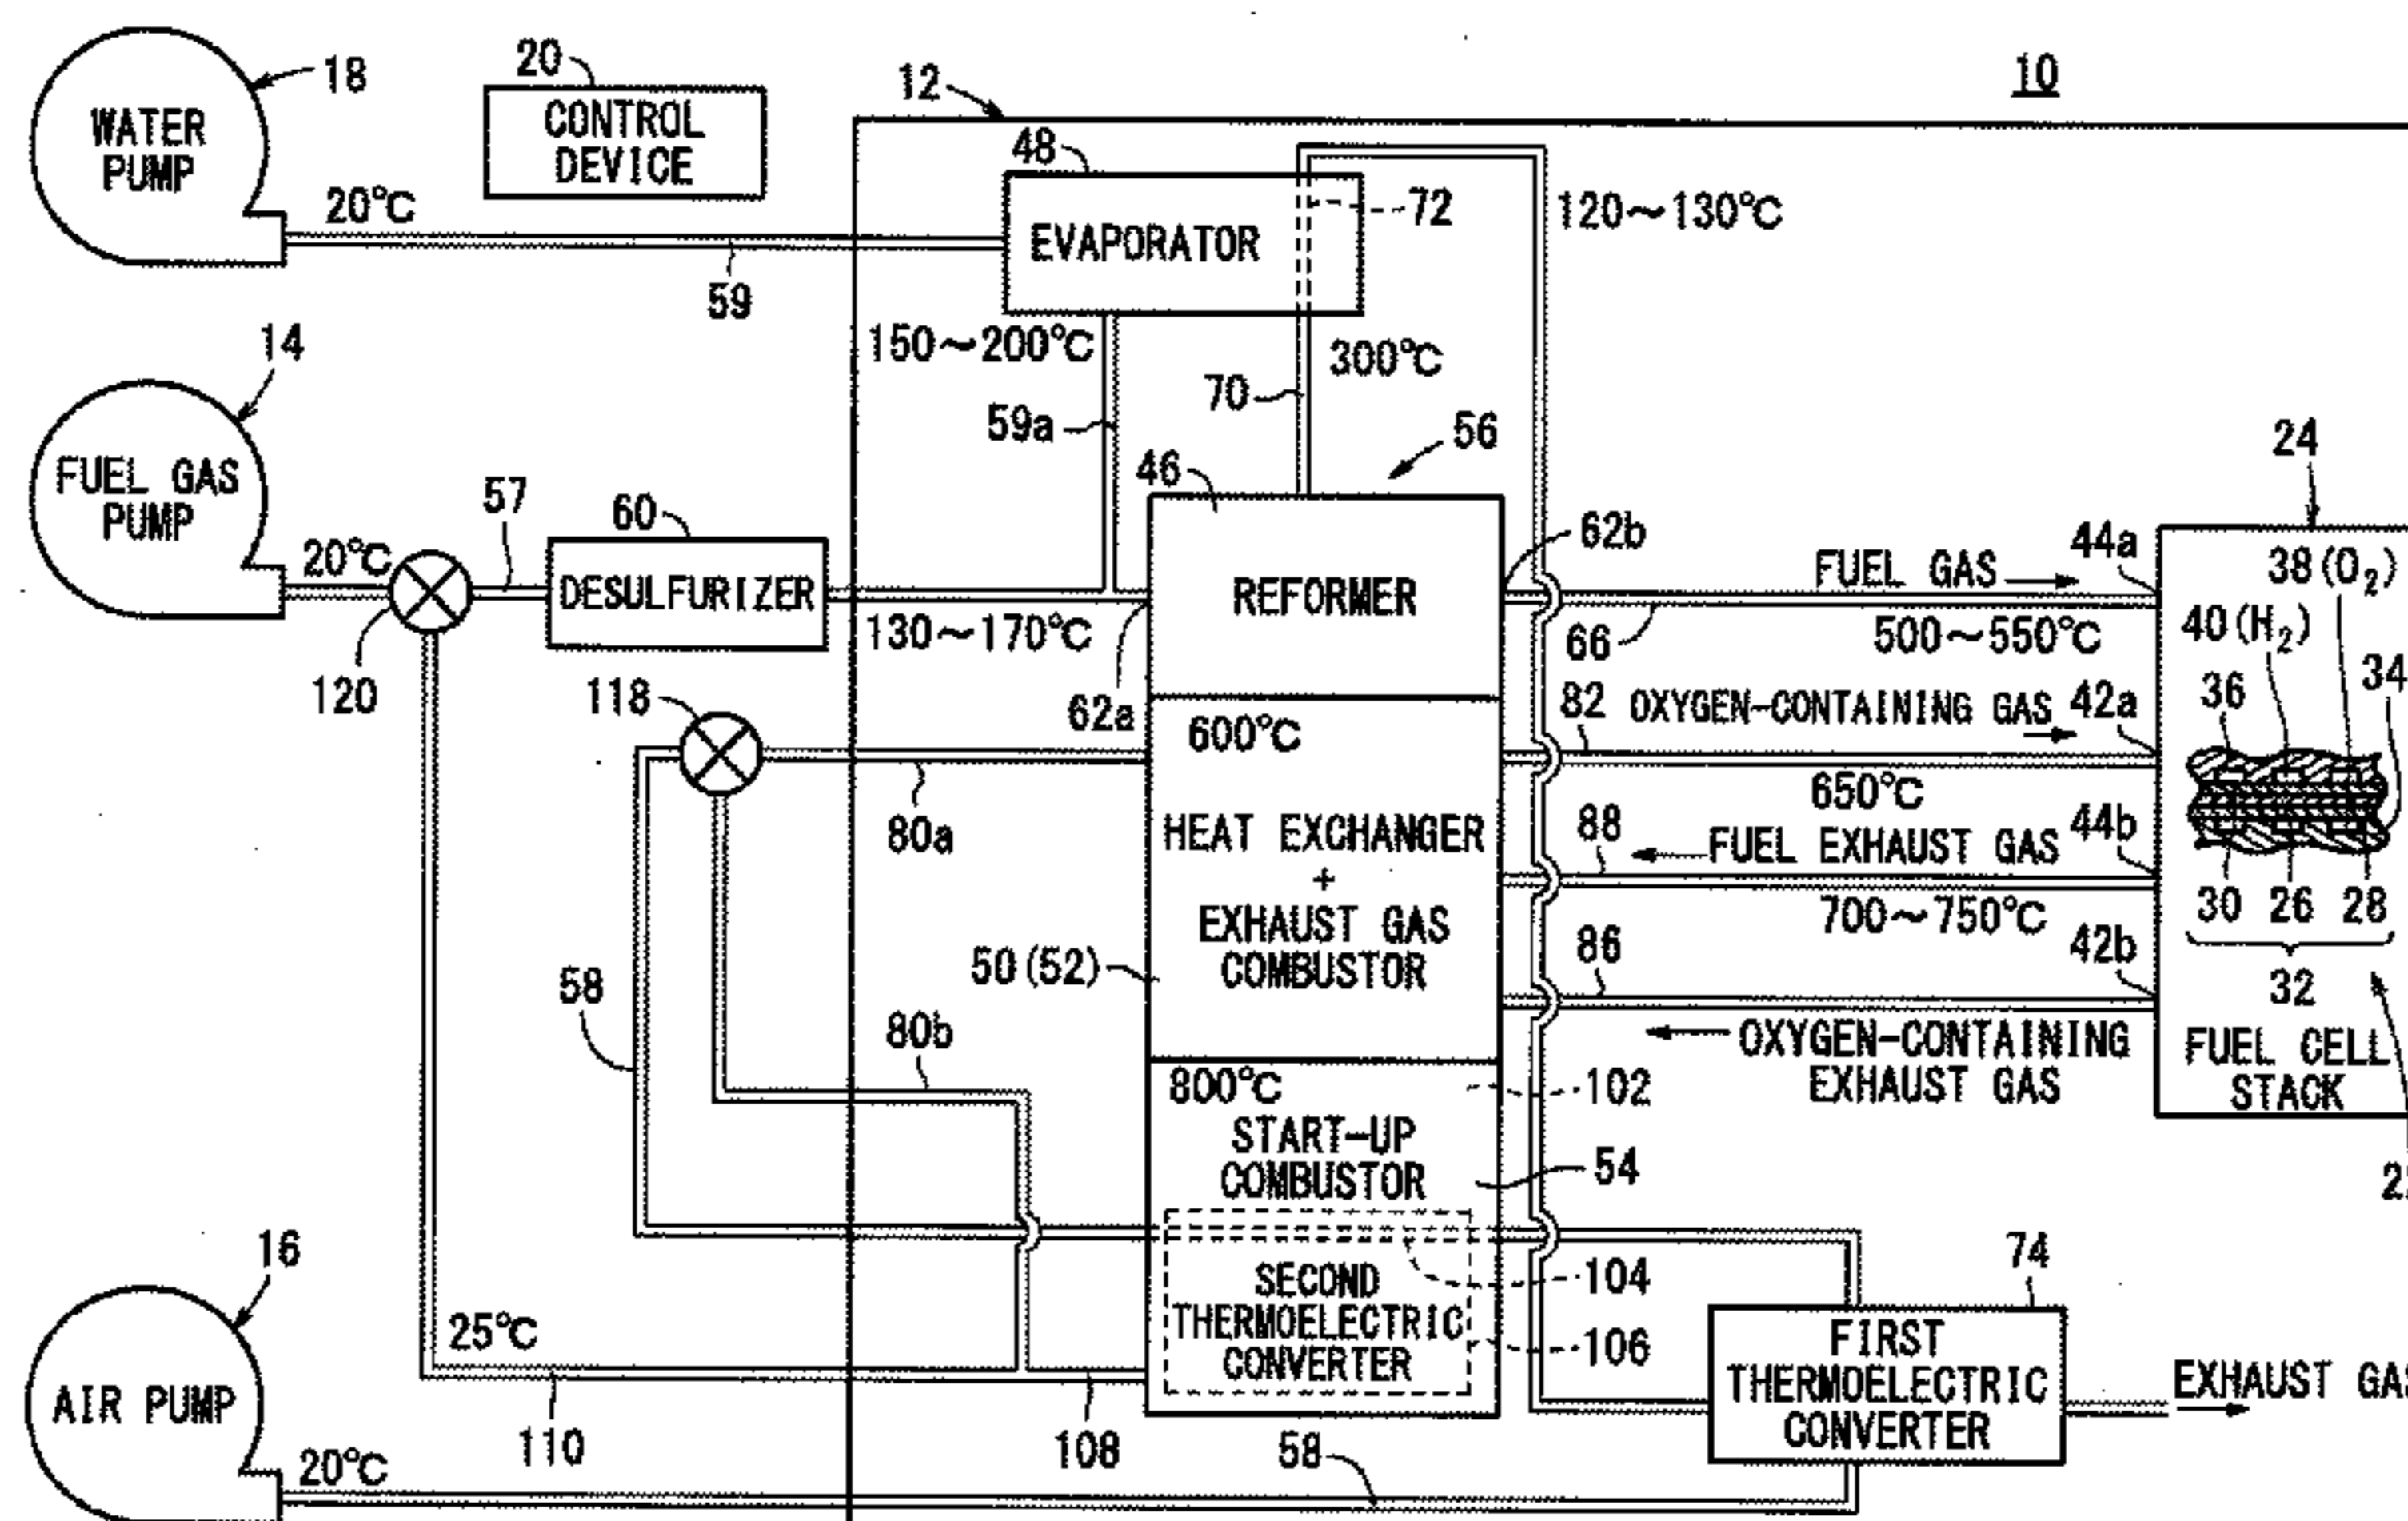 10
18
WATER
PUMP
20°C
59
20
CONTROL
DEVICE
12
48
EVAPORATOR
72
120～130°C
150～200°C
300°C
70
59a
56
14
FUEL GAS
PUMP
20°C
120
57
60
DESULFURIZER
130～170°C
62a
46
REFORMER
62b
FUEL GAS
66
500～550°C
44a
24
38(O₂)
40(H₂)
36
34
118
80a
600°C
HEAT EXCHANGER
+
EXHAUST GAS
COMBUSTOR
50(52)
82
OXYGEN-CONTAINING GAS
42a
650°C
88
FUEL EXHAUST GAS
44b
700～750°C
86
42b
OXYGEN-CONTAINING
EXHAUST GAS
30
26
28
32
FUEL CELL
STACK
58
80b
800°C
102
START-UP
COMBUSTOR
54
104
SECOND
THERMOELECTRIC
CONVERTER
106
74
FIRST
THERMOELECTRIC
CONVERTER
EXHAUST GAS
16
AIR PUMP
20°C
25°C
110
108
58